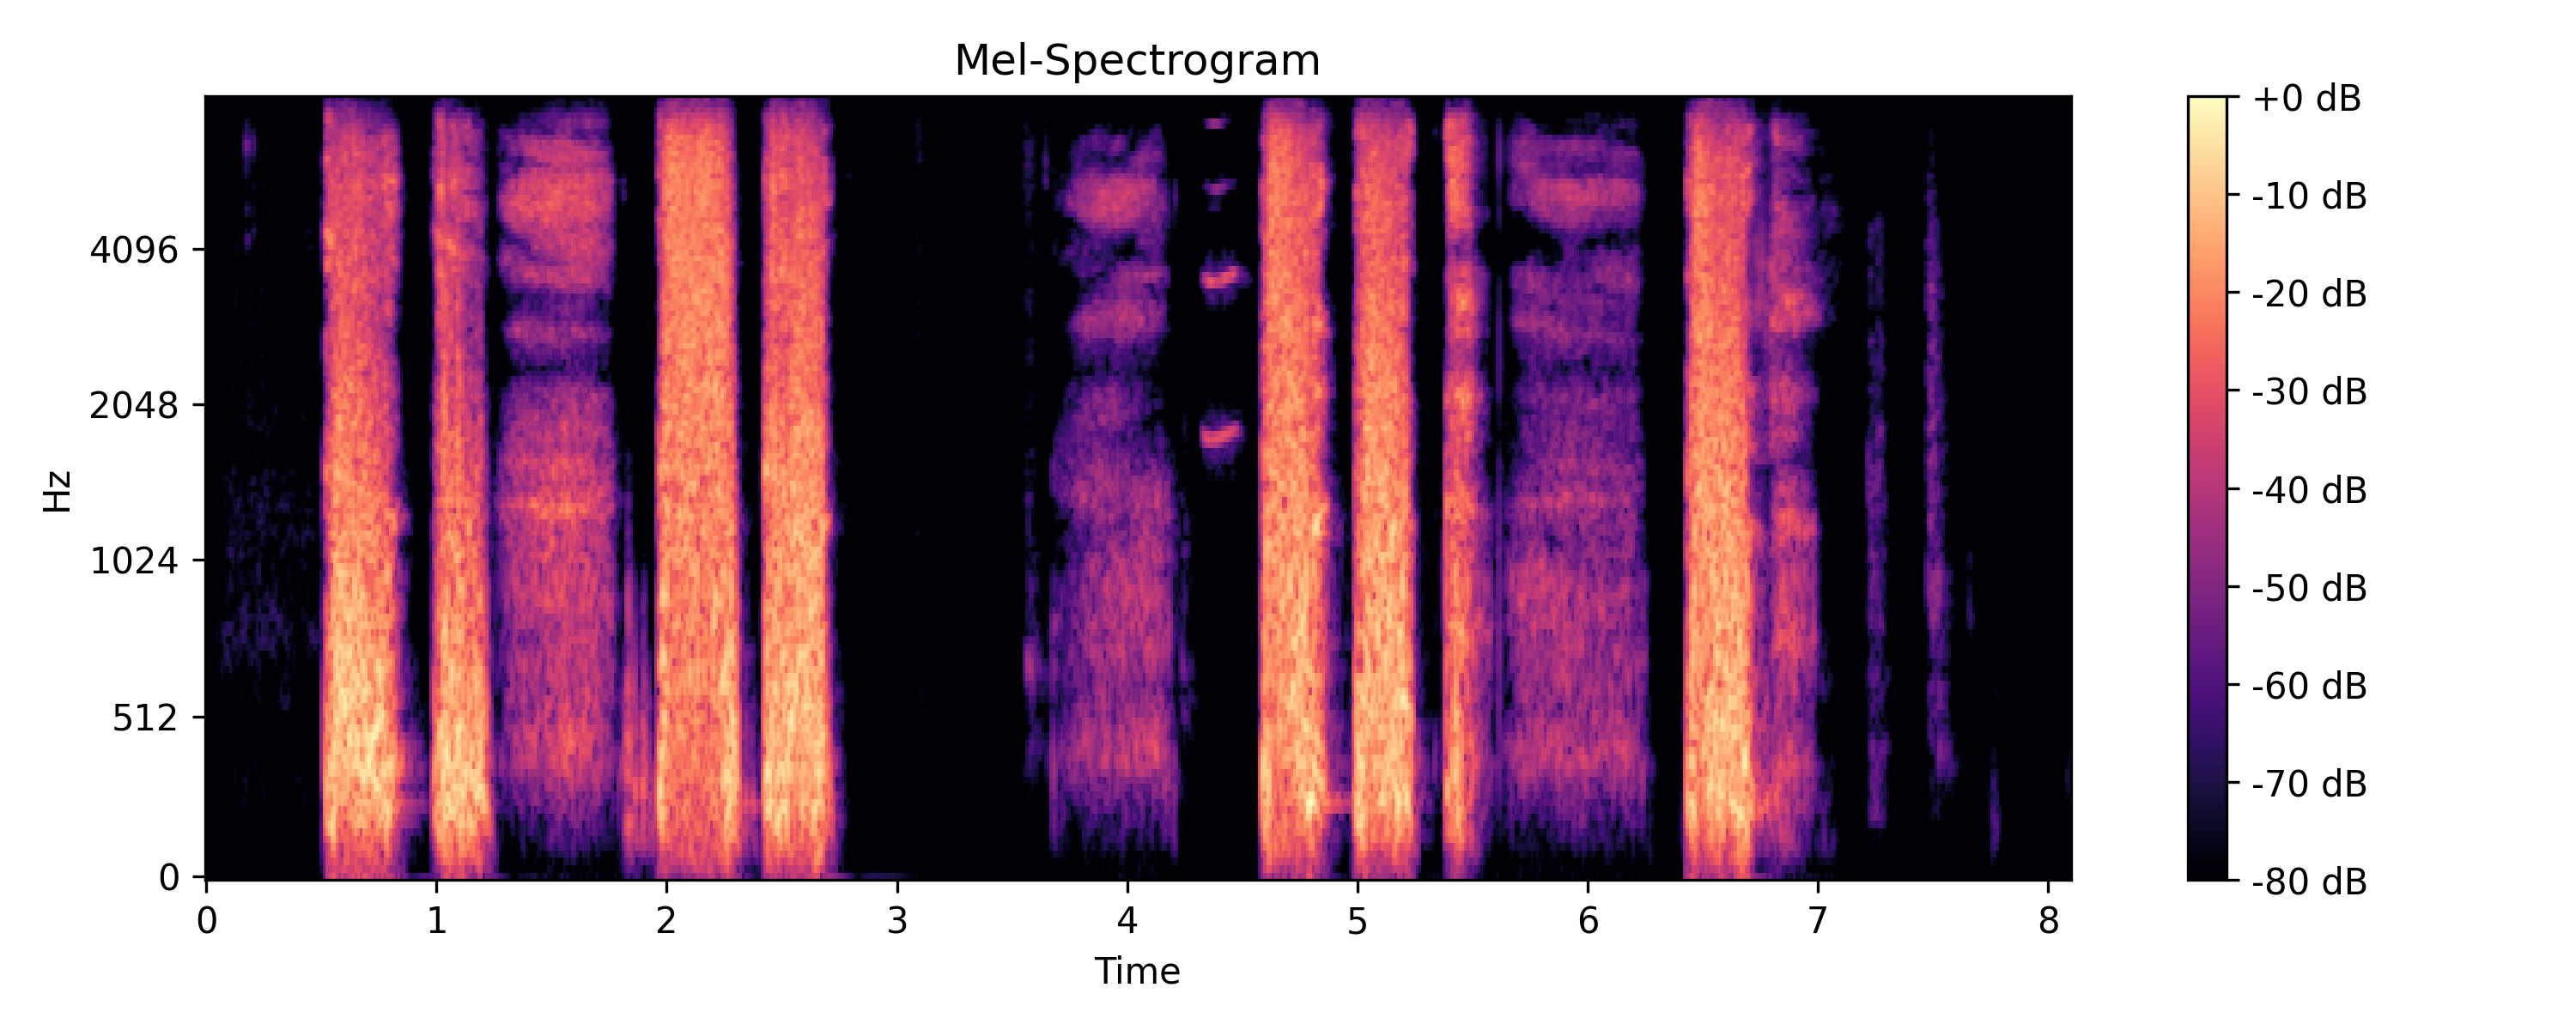 Mel-Spectrogram
+0 dB
-10 dB
-20 dB
-30 dB
-40 dB
-50 dB
-60 dB
-70 dB
-80 dB
Hz
4096
2048
1024
512
0
0 1 2 3 4 5 6 7 8
Time